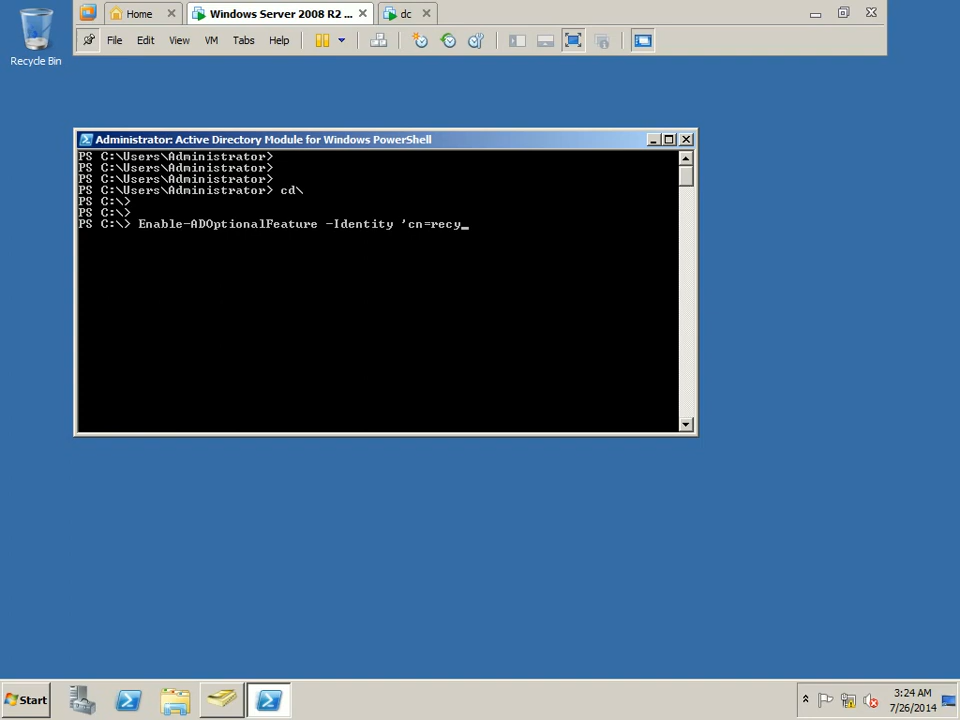 Home
Windows Server 2008 R2 ...
dc
File Edit View VM Tabs Help
Recycle Bin
Administrator: Active Directory Module for Windows PowerShell
PS C:\Users\Administrator>
PS C:\Users\Administrator>
PS C:\Users\Administrator>
PS C:\Users\Administrator> cd\
PS C:\>
PS C:\>
PS C:\> Enable-ADOptionalFeature -Identity 'cn=recy_
Start
3:24 AM
7/26/2014